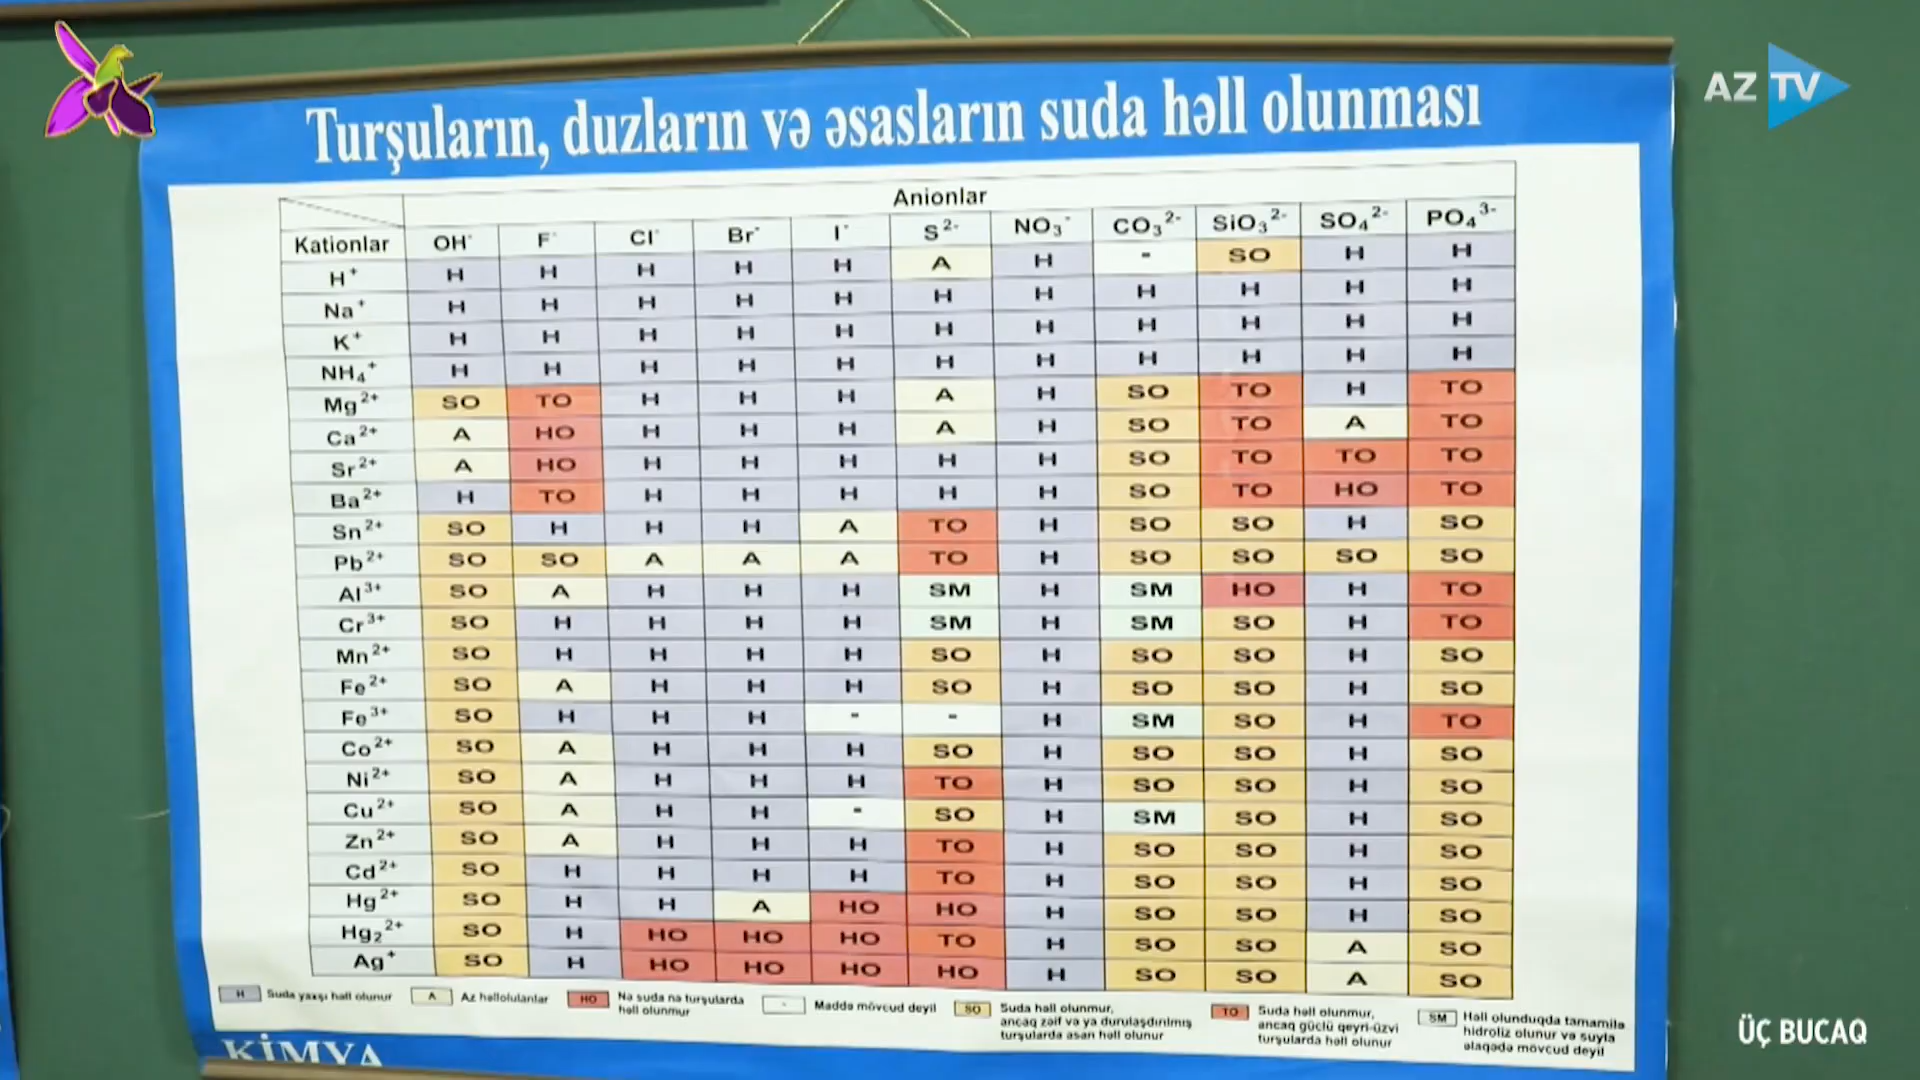 AZ TV
Turşuların, duzların və əsasların suda həll olunması
Anionlar
Kationlar OH⁻ F⁻ Cl⁻ Br⁻ I⁻ S²⁻ NO₃⁻ CO₃²⁻ SiO₃²⁻ SO₄²⁻ PO₄³⁻
H⁺ H H H H H A H - SO H H
Na⁺ H H H H H H H H H H H
K⁺ H H H H H H H H H H H
NH₄⁺ H H H H H H H H H H H
Mg²⁺ SO TO H H H A H SO TO H TO
Ca²⁺ A HO H H H A H SO TO A TO
Sr²⁺ A HO H H H H H SO TO TO TO
Ba²⁺ H TO H H H H H SO TO HO TO
Sn²⁺ SO H H H A TO H SO SO H SO
Pb²⁺ SO SO A A A TO H SO SO SO SO
Al³⁺ SO A H H H SM H SM HO H TO
Cr³⁺ SO H H H H SM H SM SO H TO
Mn²⁺ SO H H H H SO H SO SO H SO
Fe²⁺ SO A H H H SO H SO SO H SO
Fe³⁺ SO H H H - - H SM SO H TO
Co²⁺ SO A H H H SO H SO SO H SO
Ni²⁺ SO A H H H TO H SO SO H SO
Cu²⁺ SO A H H - SO H SM SO H SO
Zn²⁺ SO A H H H TO H SO SO H SO
Cd²⁺ SO H H H H TO H SO SO H SO
Hg²⁺ SO H H A HO HO H SO SO H SO
Hg₂²⁺ SO H HO HO HO TO H SO SO A SO
Ag⁺ SO H HO HO HO HO H SO SO A SO
H Suda yaxşı həll olunur
A Az həllolulanlar
HO Nə suda nə turşularda
həll olunmur
- Maddə mövcud deyil
SO Suda həll olunmur,
ancaq zəif və ya durulaşdırılmış
turşularda asan həll olunur
TO Suda həll olunmur,
ancaq güclü qeyri-üzvi
turşularda həll olunur
SM Həll olunduqda tamamilə
hidroliz olunur və suyla
əlaqədə mövcud deyil
KİMYA
ÜÇ BUCAQ